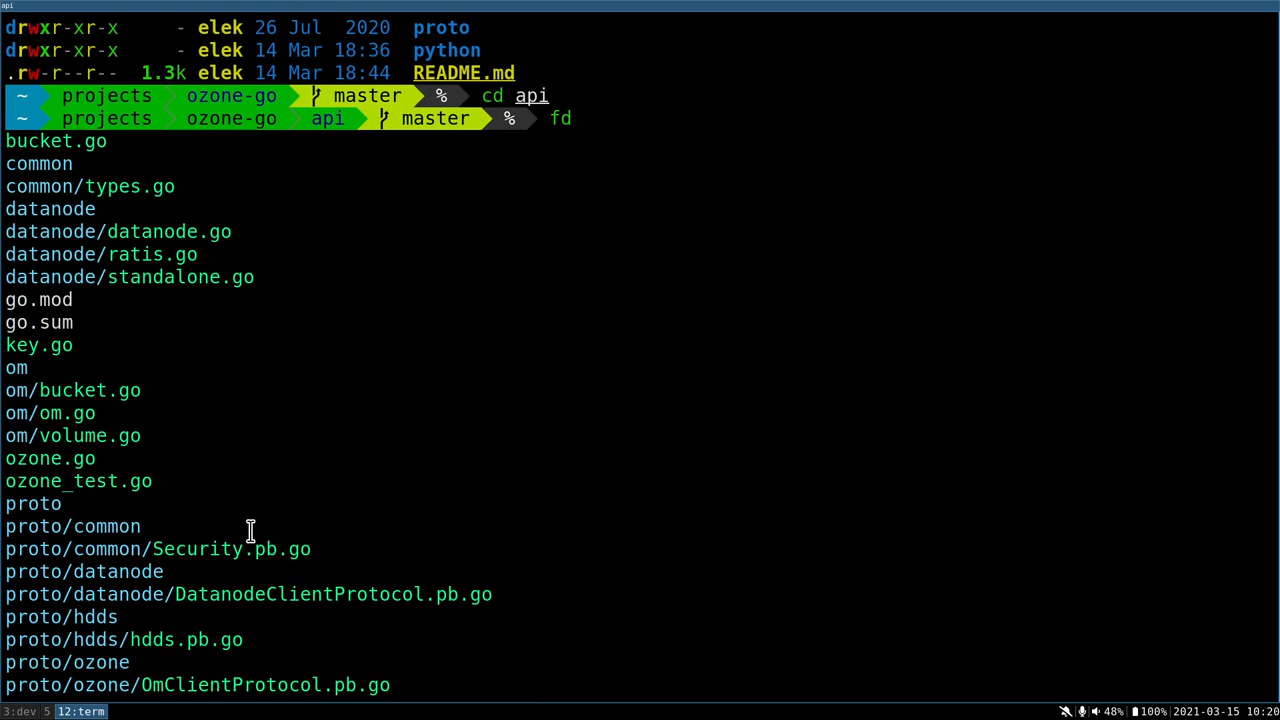 api
drwxr-xr-x - elek 26 Jul 2020 proto
drwxr-xr-x - elek 14 Mar 18:36 python
.rw-r--r-- 1.3k elek 14 Mar 18:44 README.md
~ projects ozone-go master % cd api
~ projects ozone-go api master % fd
bucket.go
common
common/types.go
datanode
datanode/datanode.go
datanode/ratis.go
datanode/standalone.go
go.mod
go.sum
key.go
om
om/bucket.go
om/om.go
om/volume.go
ozone.go
ozone_test.go
proto
proto/common
proto/common/Security.pb.go
proto/datanode
proto/datanode/DatanodeClientProtocol.pb.go
proto/hdds
proto/hdds/hdds.pb.go
proto/ozone
proto/ozone/OmClientProtocol.pb.go
3:dev 5 12:term 48% 100% 2021-03-15 10:20